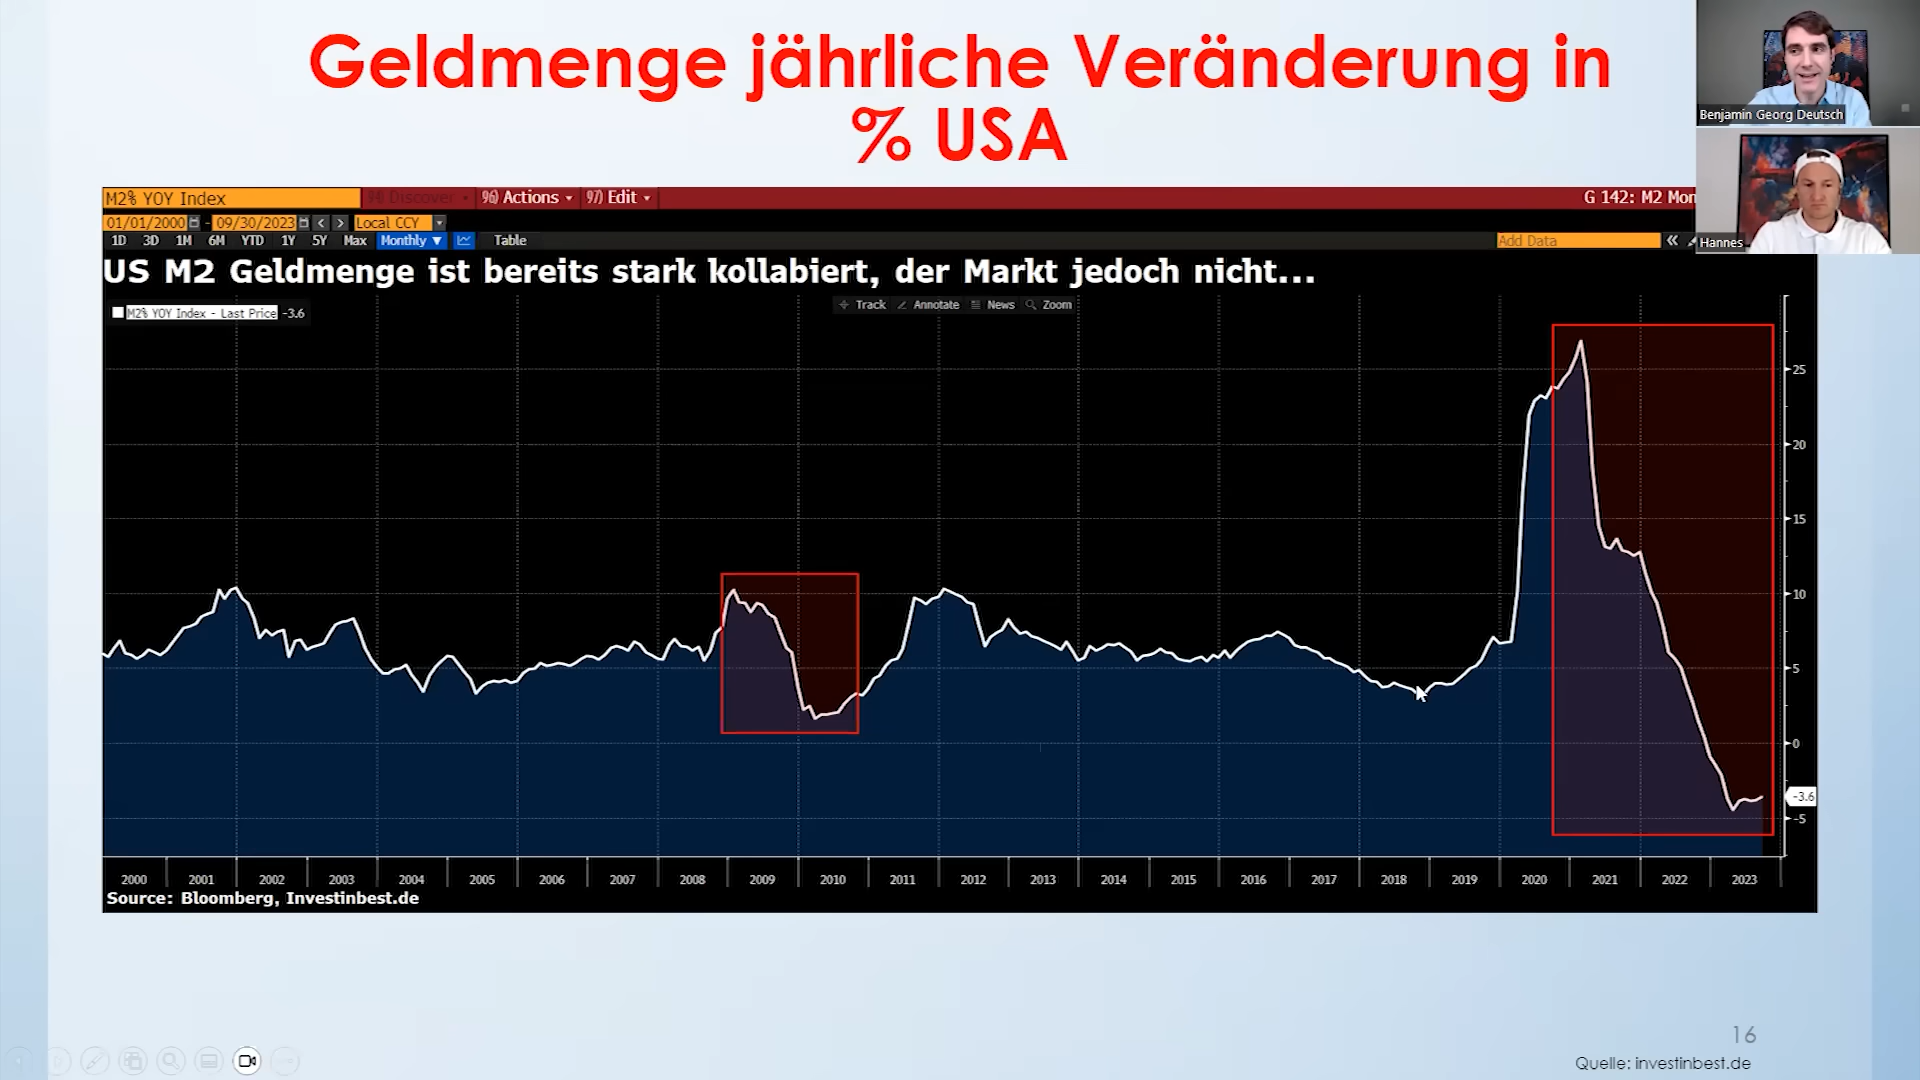 Geldmenge jährliche Veränderung in
% USA
Benjamin Georg Deutsch
Hannes
M2% YOY Index
Discover
96) Actions
97) Edit
G 142: M2 Mon
01/01/2000 - 09/30/2023
Local CCY
1D 3D 1M 6M YTD 1Y 5Y Max Monthly ▼ Table
Add Data
US M2 Geldmenge ist bereits stark kollabiert, der Markt jedoch nicht...
Track Annotate News Zoom
M2% YOY Index - Last Price -3.6
25
20
15
10
5
0
-3.6
-5
2000 2001 2002 2003 2004 2005 2006 2007 2008 2009 2010 2011 2012 2013 2014 2015 2016 2017 2018 2019 2020 2021 2022 2023
Source: Bloomberg, Investinbest.de
16
Quelle: investinbest.de